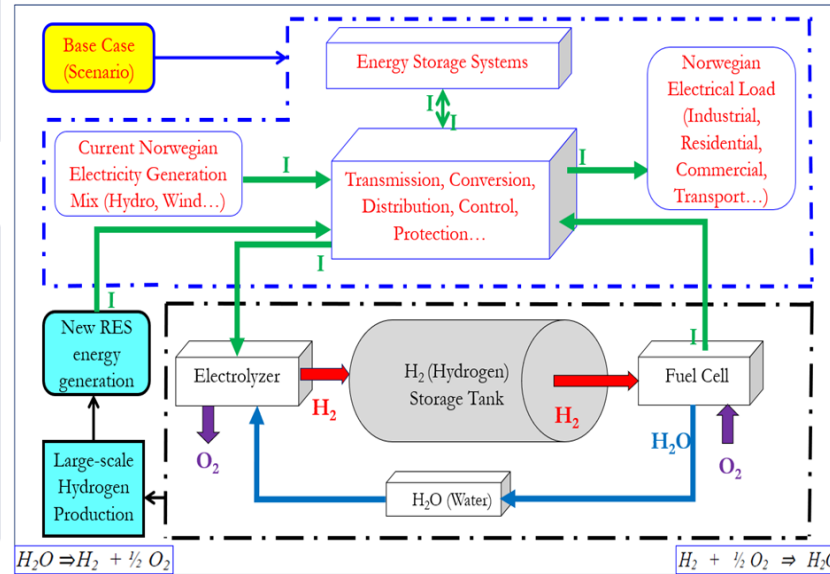 Base Case
(Scenario)
Energy Storage Systems
Norwegian
Electrical Load
(Industrial,
Residential,
Commercial,
Transport…)
I
I
Current Norwegian
Electricity Generation
Mix (Hydro, Wind…)
I
Transmission, Conversion,
Distribution, Control,
Protection…
I
I
I
New RES
energy
generation
Electrolyzer
H₂
H₂ (Hydrogen)
Storage Tank
H₂
I
Fuel Cell
O₂
H₂O
O₂
Large-scale
Hydrogen
Production
H₂O (Water)
H₂O ⇒H₂ + ½ O₂
H₂ + ½ O₂ ⇒ H₂O